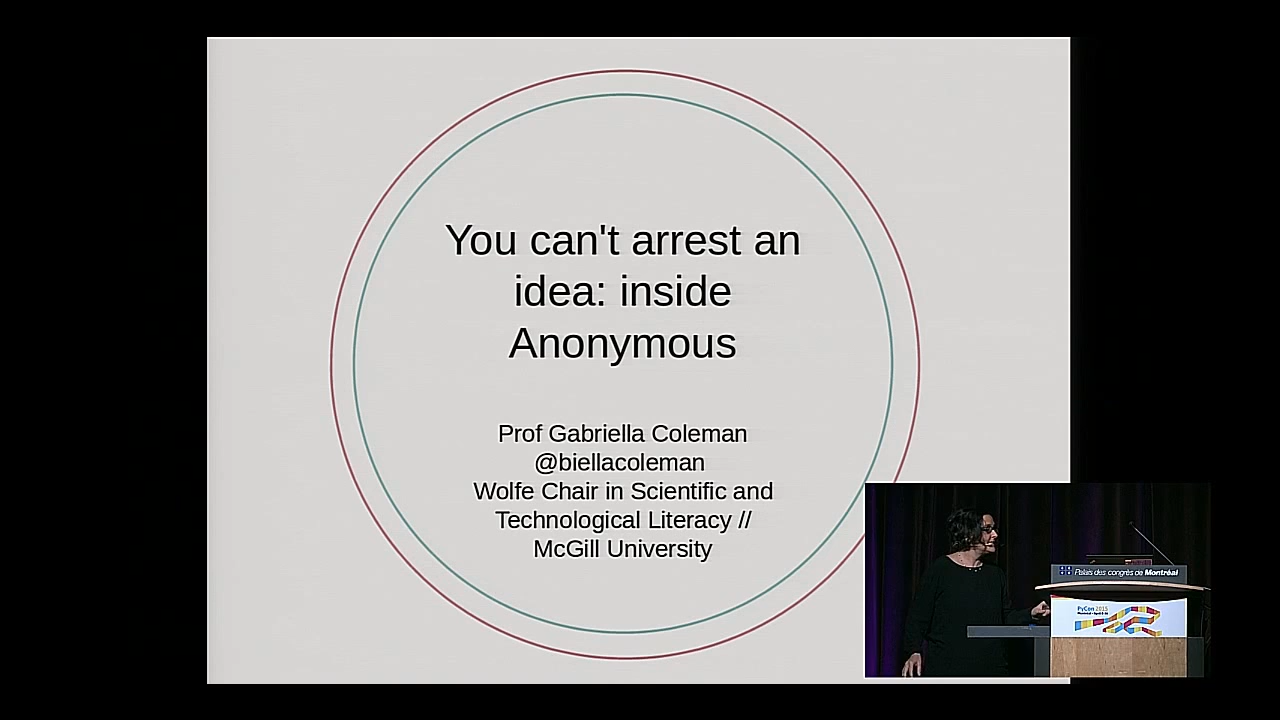 You can't arrest an
idea: inside
Anonymous
Prof Gabriella Coleman
@biellacoleman
Wolfe Chair in Scientific and
Technological Literacy //
McGill University
Palais des congrès de Montréal
PyCon 2015